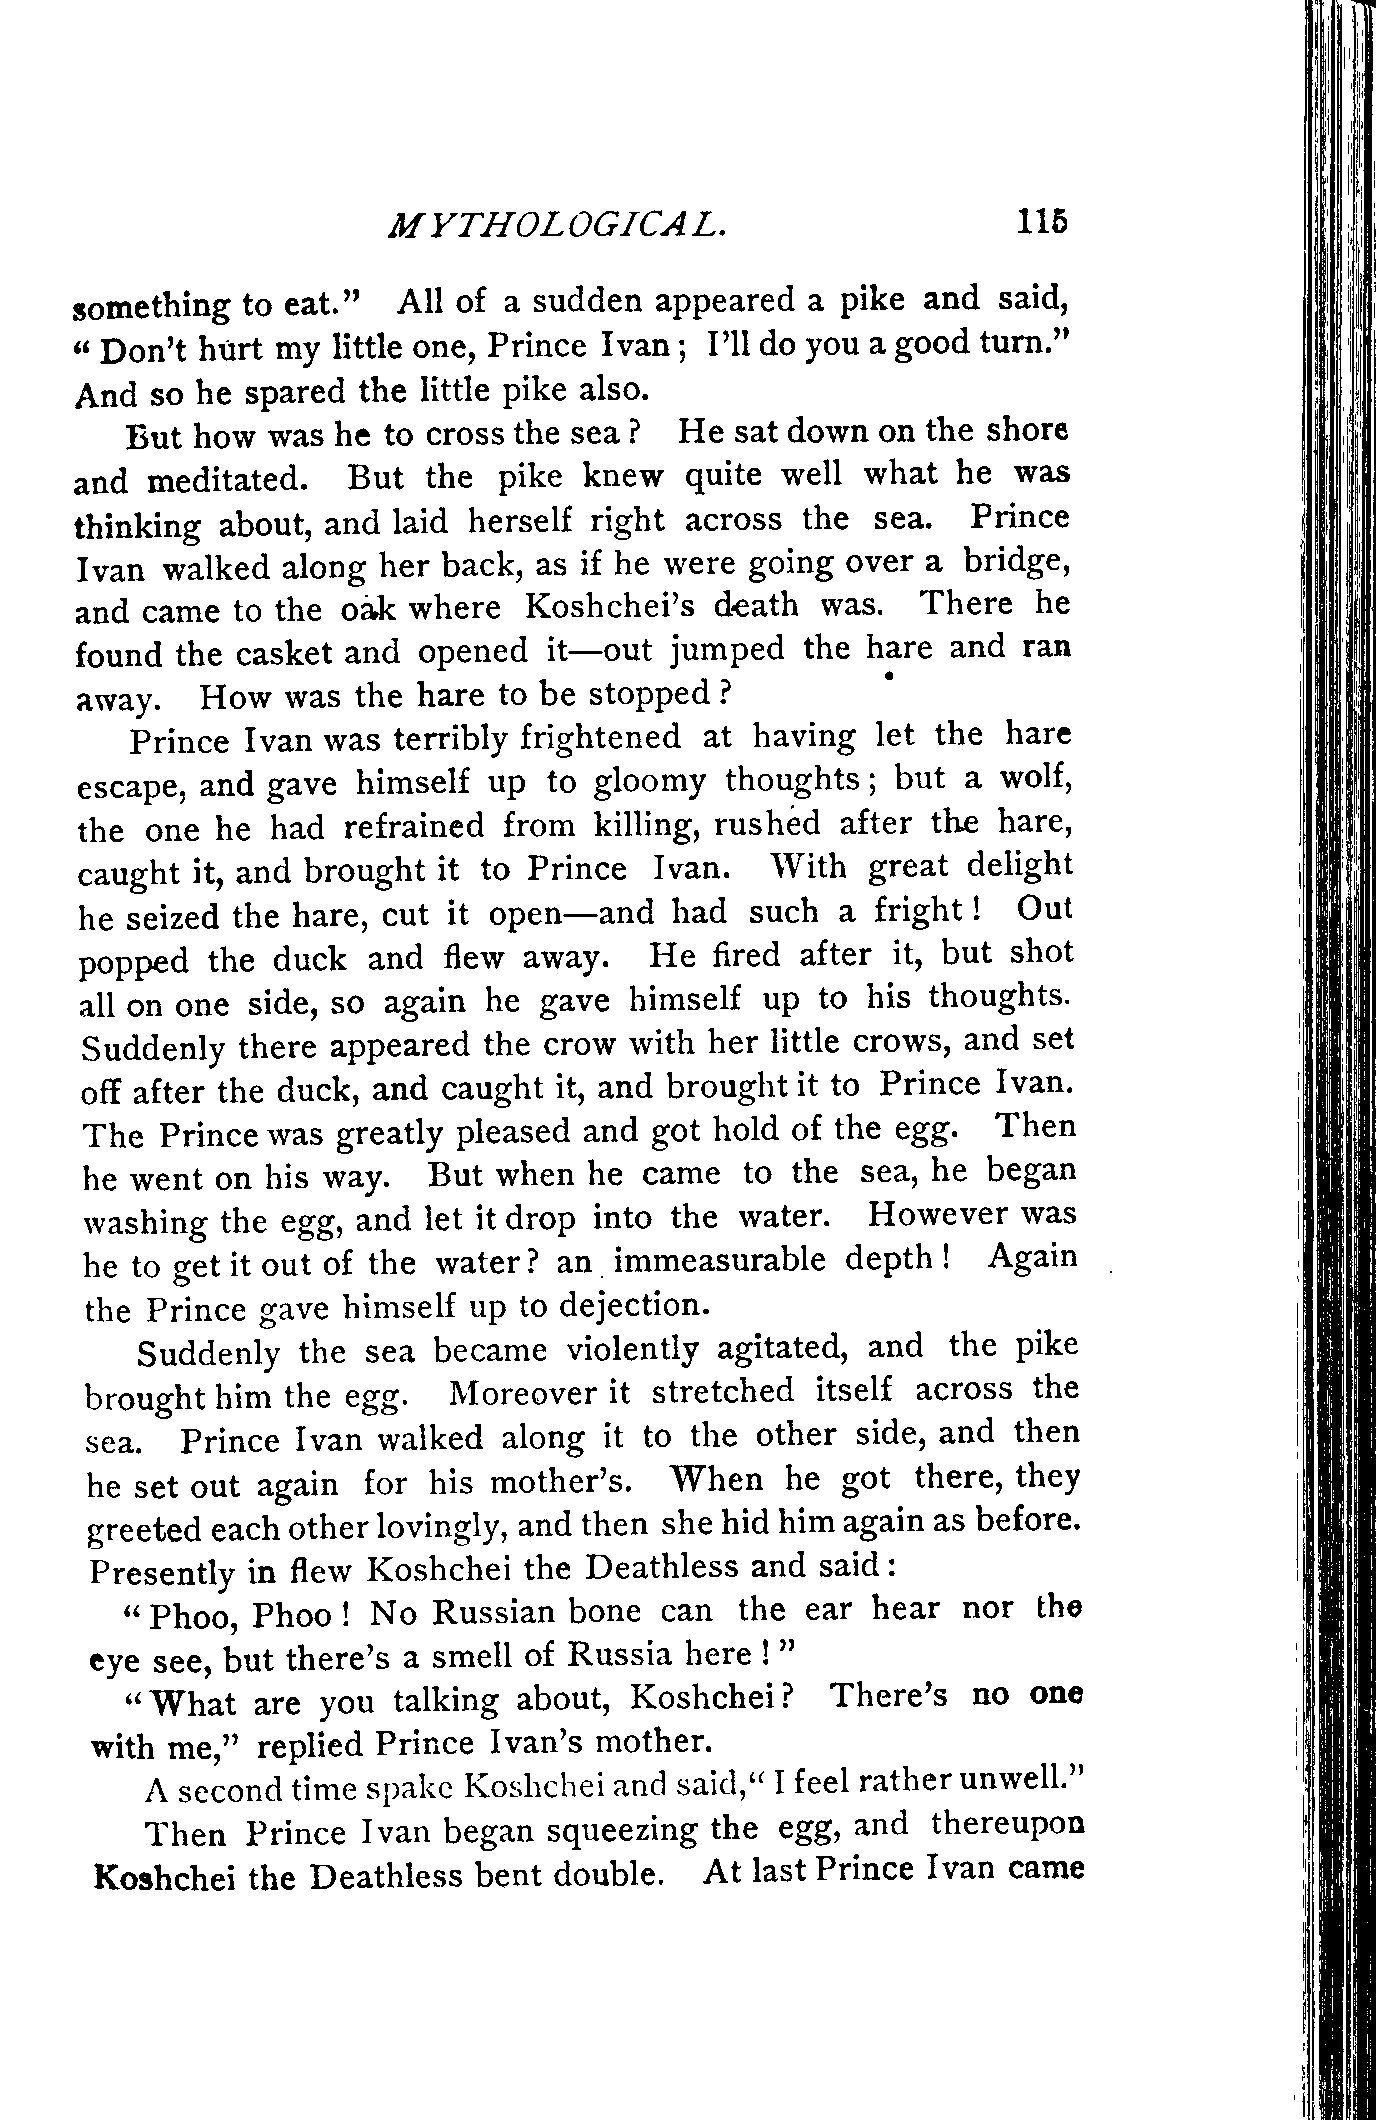 MYTHOLOGICAL. 115
something to eat." All of a sudden appeared a pike and said,
"Don't hurt my little one, Prince Ivan; I'll do you a good turn."
And so he spared the little pike also.
But how was he to cross the sea? He sat down on the shore
and meditated. But the pike knew quite well what he was
thinking about, and laid herself right across the sea. Prince
Ivan walked along her back, as if he were going over a bridge,
and came to the oak where Koshchei's death was. There he
found the casket and opened it—out jumped the hare and ran
away. How was the hare to be stopped?
Prince Ivan was terribly frightened at having let the hare
escape, and gave himself up to gloomy thoughts; but a wolf,
the one he had refrained from killing, rushed after the hare,
caught it, and brought it to Prince Ivan. With great delight
he seized the hare, cut it open—and had such a fright! Out
popped the duck and flew away. He fired after it, but shot
all on one side, so again he gave himself up to his thoughts.
Suddenly there appeared the crow with her little crows, and set
off after the duck, and caught it, and brought it to Prince Ivan.
The Prince was greatly pleased and got hold of the egg. Then
he went on his way. But when he came to the sea, he began
washing the egg, and let it drop into the water. However was
he to get it out of the water? an immeasurable depth! Again
the Prince gave himself up to dejection.
Suddenly the sea became violently agitated, and the pike
brought him the egg. Moreover it stretched itself across the
sea. Prince Ivan walked along it to the other side, and then
he set out again for his mother's. When he got there, they
greeted each other lovingly, and then she hid him again as before.
Presently in flew Koshchei the Deathless and said:
"Phoo, Phoo! No Russian bone can the ear hear nor the
eye see, but there's a smell of Russia here!"
"What are you talking about, Koshchei? There's no one
with me," replied Prince Ivan's mother.
A second time spake Koshchei and said, "I feel rather unwell."
Then Prince Ivan began squeezing the egg, and thereupon
Koshchei the Deathless bent double. At last Prince Ivan came